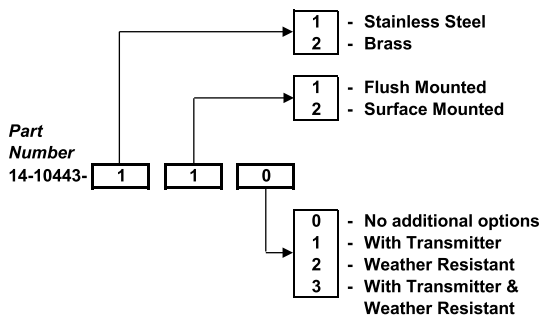 1 - Stainless Steel
2 - Brass
1 - Flush Mounted
2 - Surface Mounted
Part
Number
14-10443- 1 1 0
0 - No additional options
1 - With Transmitter
2 - Weather Resistant
3 - With Transmitter &
Weather Resistant